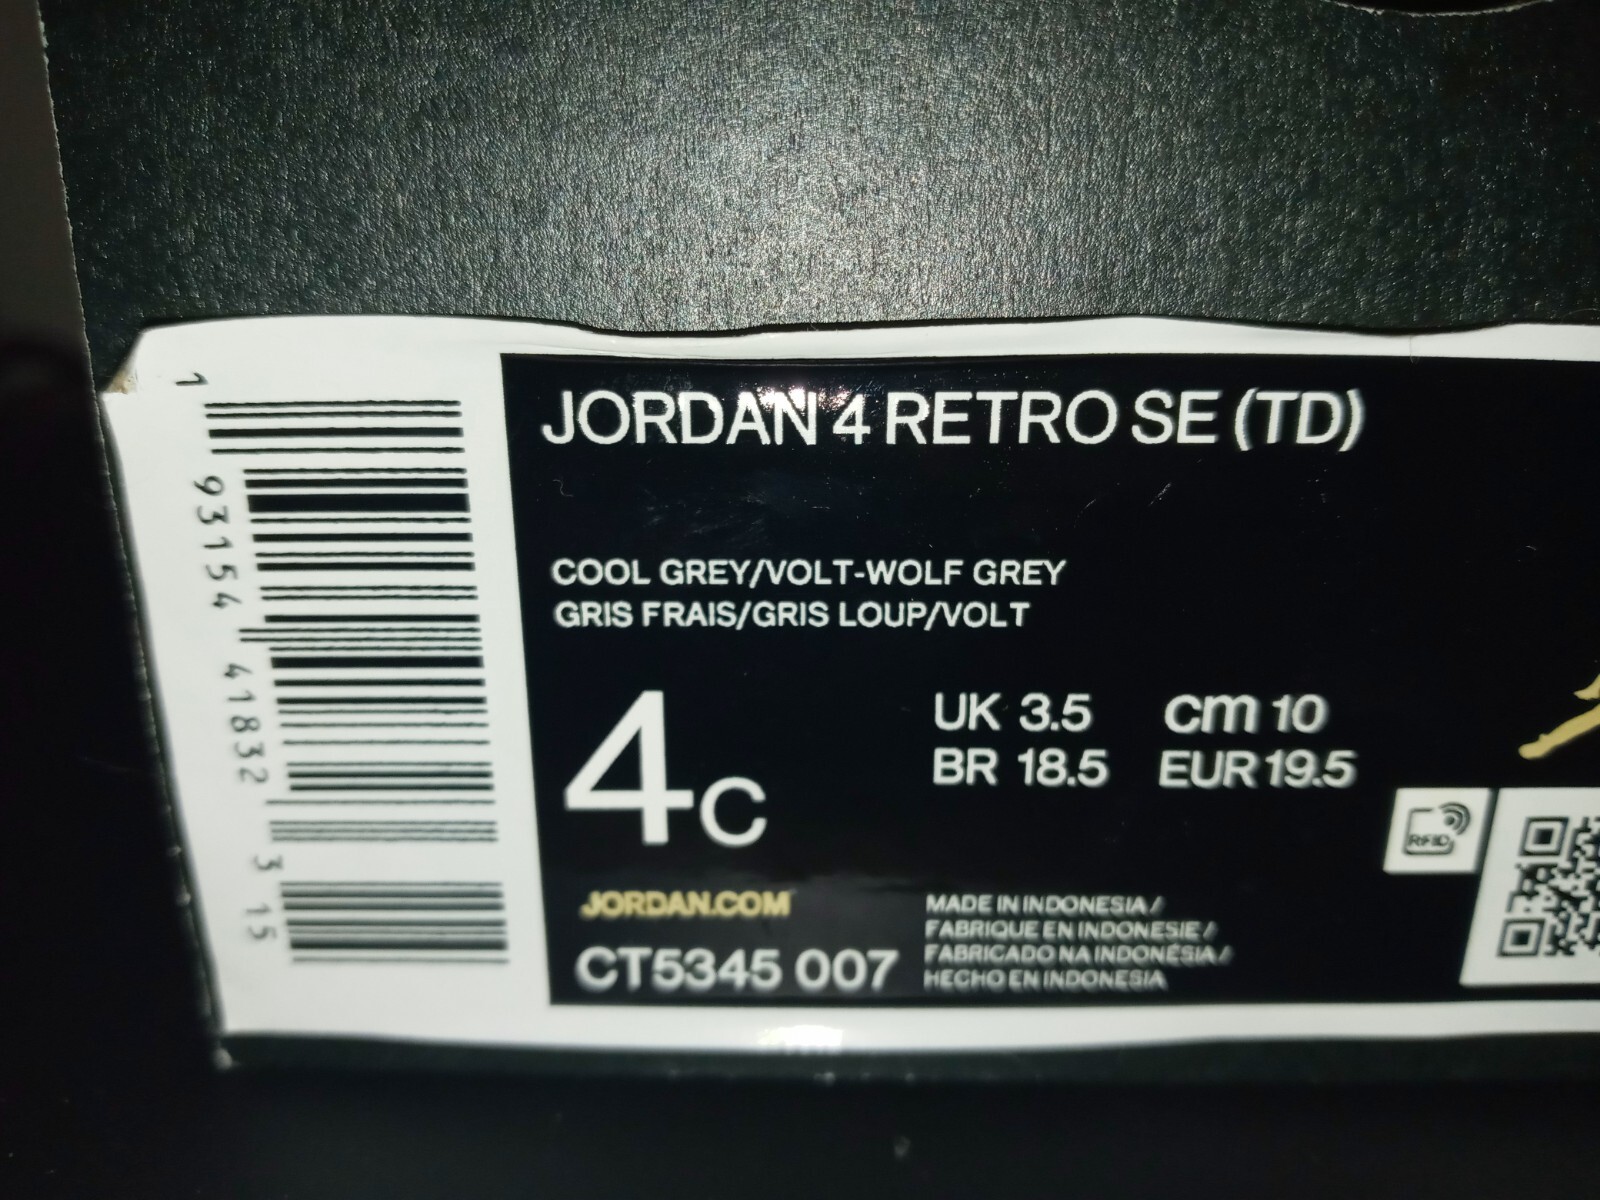 JORDAN 4 RETRO SE (TD)
COOL GREY/VOLT-WOLF GREY
GRIS FRAIS/GRIS LOUP/VOLT
4C
UK 3.5 cm 10
BR 18.5 EUR 19.5
RFID
JORDAN.COM
CT5345 007
MADE IN INDONESIA /
FABRIQUE EN INDONESIE /
FABRICADO NA INDONÉSIA /
HECHO EN INDONESIA
1 93154 41832 3 15